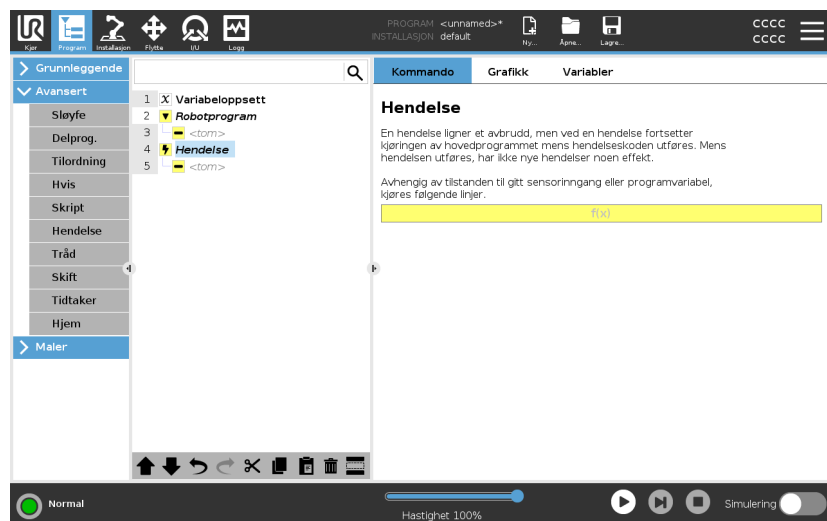 UR
Kjør
Program
Installasjon
Flytte
I/U
Logg
PROGRAM <unnamed>*
INSTALLASJON default
Ny...
Åpne...
Lagre...
cccc
cccc
Grunnleggende
Avansert
Sløyfe
Delprog.
Tilordning
Hvis
Skript
Hendelse
Tråd
Skift
Tidtaker
Hjem
Maler
1 X Variabeloppsett
2 Robotprogram
3 <tom>
4 Hendelse
5 <tom>
Kommando Grafikk Variabler
Hendelse
En hendelse ligner et avbrudd, men ved en hendelse fortsetter
kjøringen av hovedprogrammet mens hendelseskoden utføres. Mens
hendelsen utføres, har ikke nye hendelser noen effekt.
Avhengig av tilstanden til gitt sensorinngang eller programvariabel,
kjøres følgende linjer.
f(x)
Normal
Hastighet 100%
Simulering